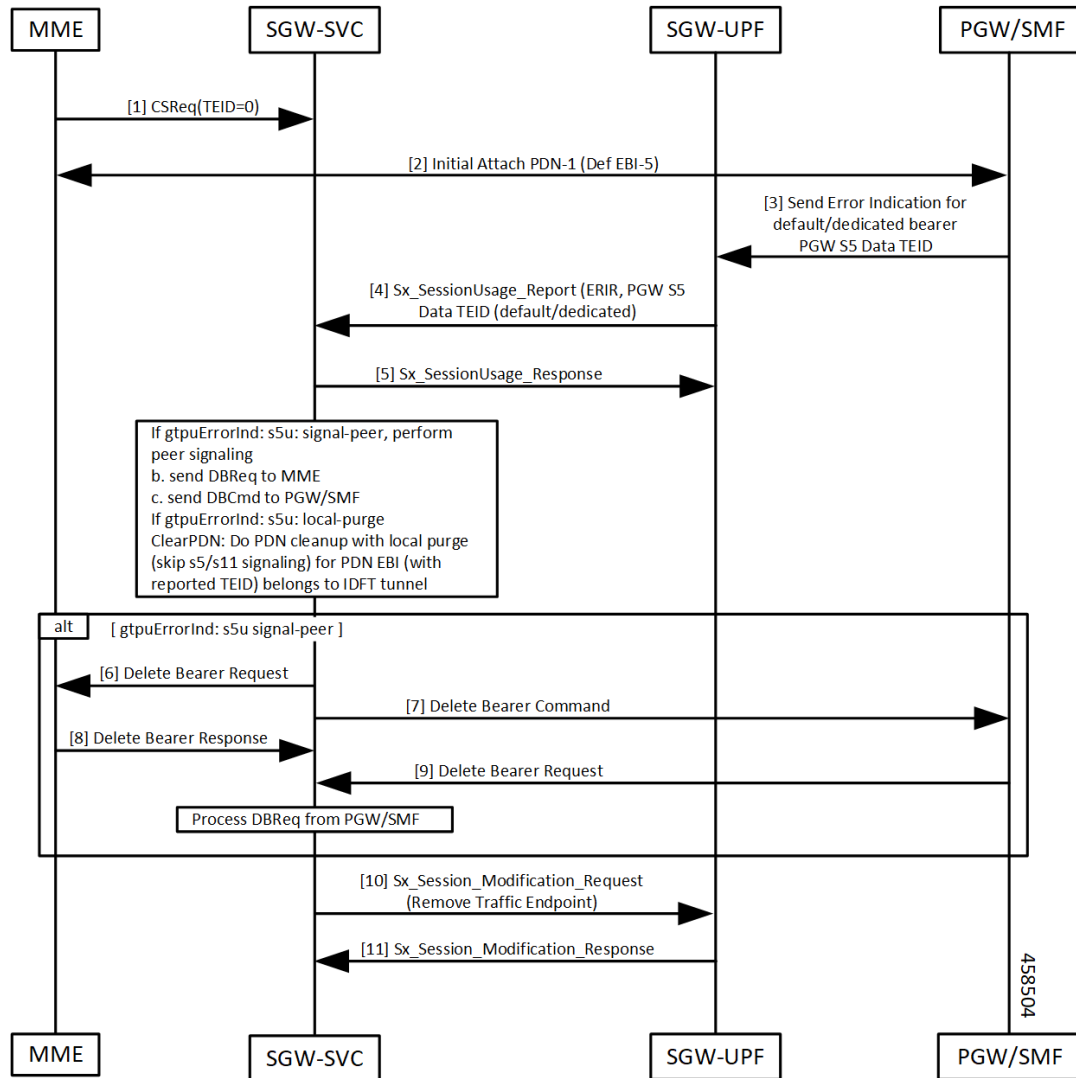 MME
SGW-SVC
SGW-UPF
PGW/SMF
[1] CSReq(TEID=0)
[2] Initial Attach PDN-1 (Def EBI-5)
[3] Send Error Indication for
default/dedicated bearer
PGW S5 Data TEID
[4] Sx_SessionUsage_Report (ERIR, PGW S5
Data TEID (default/dedicated)
[5] Sx_SessionUsage_Response
If gtpuErrorInd: s5u: signal-peer, perform
peer signaling
b. send DBReq to MME
c. send DBCmd to PGW/SMF
If gtpuErrorInd: s5u: local-purge
ClearPDN: Do PDN cleanup with local purge
(skip s5/s11 signaling) for PDN EBI (with
reported TEID) belongs to IDFT tunnel
alt
[ gtpuErrorInd: s5u signal-peer ]
[6] Delete Bearer Request
[7] Delete Bearer Command
[8] Delete Bearer Response
[9] Delete Bearer Request
Process DBReq from PGW/SMF
[10] Sx_Session_Modification_Request
(Remove Traffic Endpoint)
[11] Sx_Session_Modification_Response
458504
MME
SGW-SVC
SGW-UPF
PGW/SMF